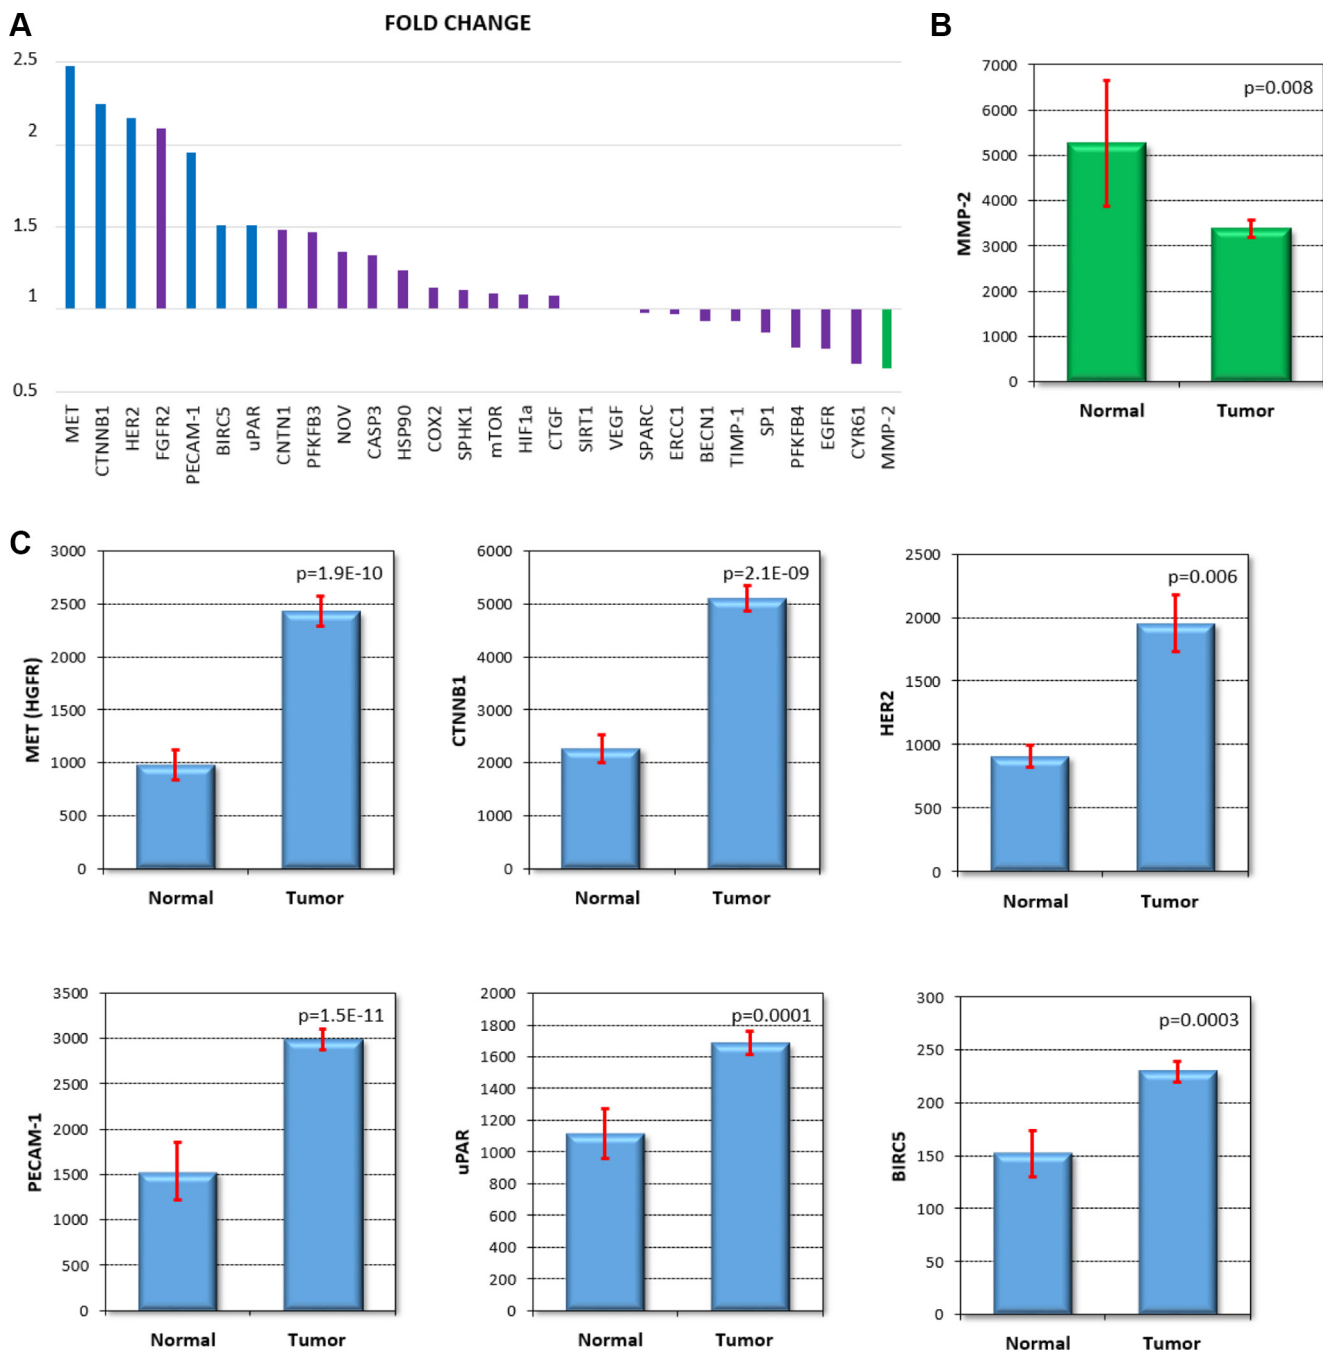 A
FOLD CHANGE
2.5
2
1.5
1
0.5
MET
CTNNB1
HER2
FGFR2
PECAM-1
BIRC5
uPAR
CNTN1
PFKFB3
NOV
CASP3
HSP90
COX2
SPHK1
mTOR
HIF1a
CTGF
SIRT1
VEGF
SPARC
ERCC1
BECN1
TIMP-1
SP1
PFKFB4
EGFR
CYR61
MMP-2
B
MMP-2
7000
6000
5000
4000
3000
2000
1000
0
p=0.008
Normal Tumor
C
MET (HGFR)
3000
2500
2000
1500
1000
500
0
p=1.9E-10
Normal Tumor
CTNNB1
6000
5000
4000
3000
2000
1000
0
p=2.1E-09
Normal Tumor
HER2
2500
2000
1500
1000
500
0
p=0.006
Normal Tumor
PECAM-1
3500
3000
2500
2000
1500
1000
500
0
p=1.5E-11
Normal Tumor
uPAR
2000
1800
1600
1400
1200
1000
800
600
400
200
0
p=0.0001
Normal Tumor
BIRC5
300
250
200
150
100
50
0
p=0.0003
Normal Tumor